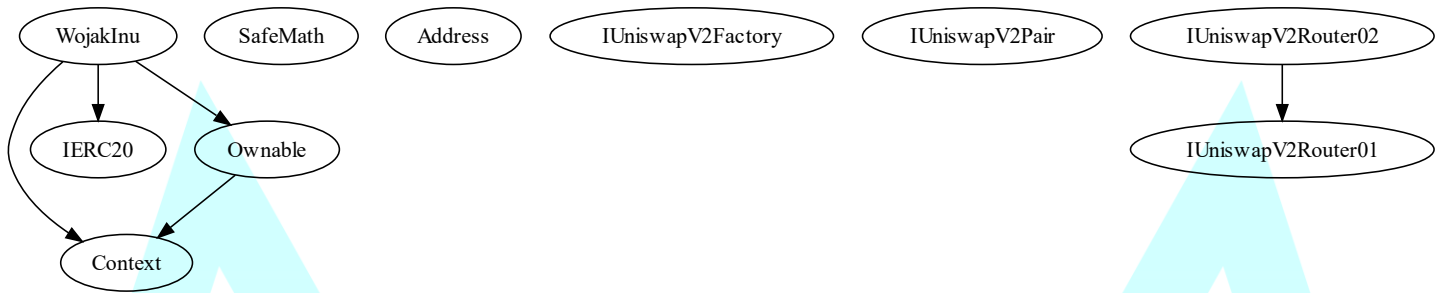 WojakInu
SafeMath
Address
IUniswapV2Factory
IUniswapV2Pair
IUniswapV2Router02
IERC20
Ownable
IUniswapV2Router01
Context